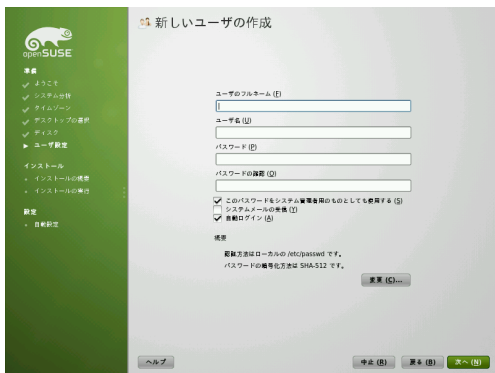 openSUSE
準備
ようこそ
システム分析
タイムゾーン
デスクトップの選択
ディスク
ユーザ設定
インストール
インストールの概要
インストールの実行
設定
自動設定
新しいユーザの作成
ユーザのフルネーム (F)
ユーザ名 (U)
パスワード (P)
パスワードの確認 (O)
このパスワードをシステム管理者用のものとしても使用する (S)
システムメールの受信 (Y)
自動ログイン (A)
概要
認証方法はローカルの /etc/passwd です。
パスワードの暗号化方法は SHA-512 です。
変更 (C)...
ヘルプ
中止 (R)
戻る (B)
次へ (N)